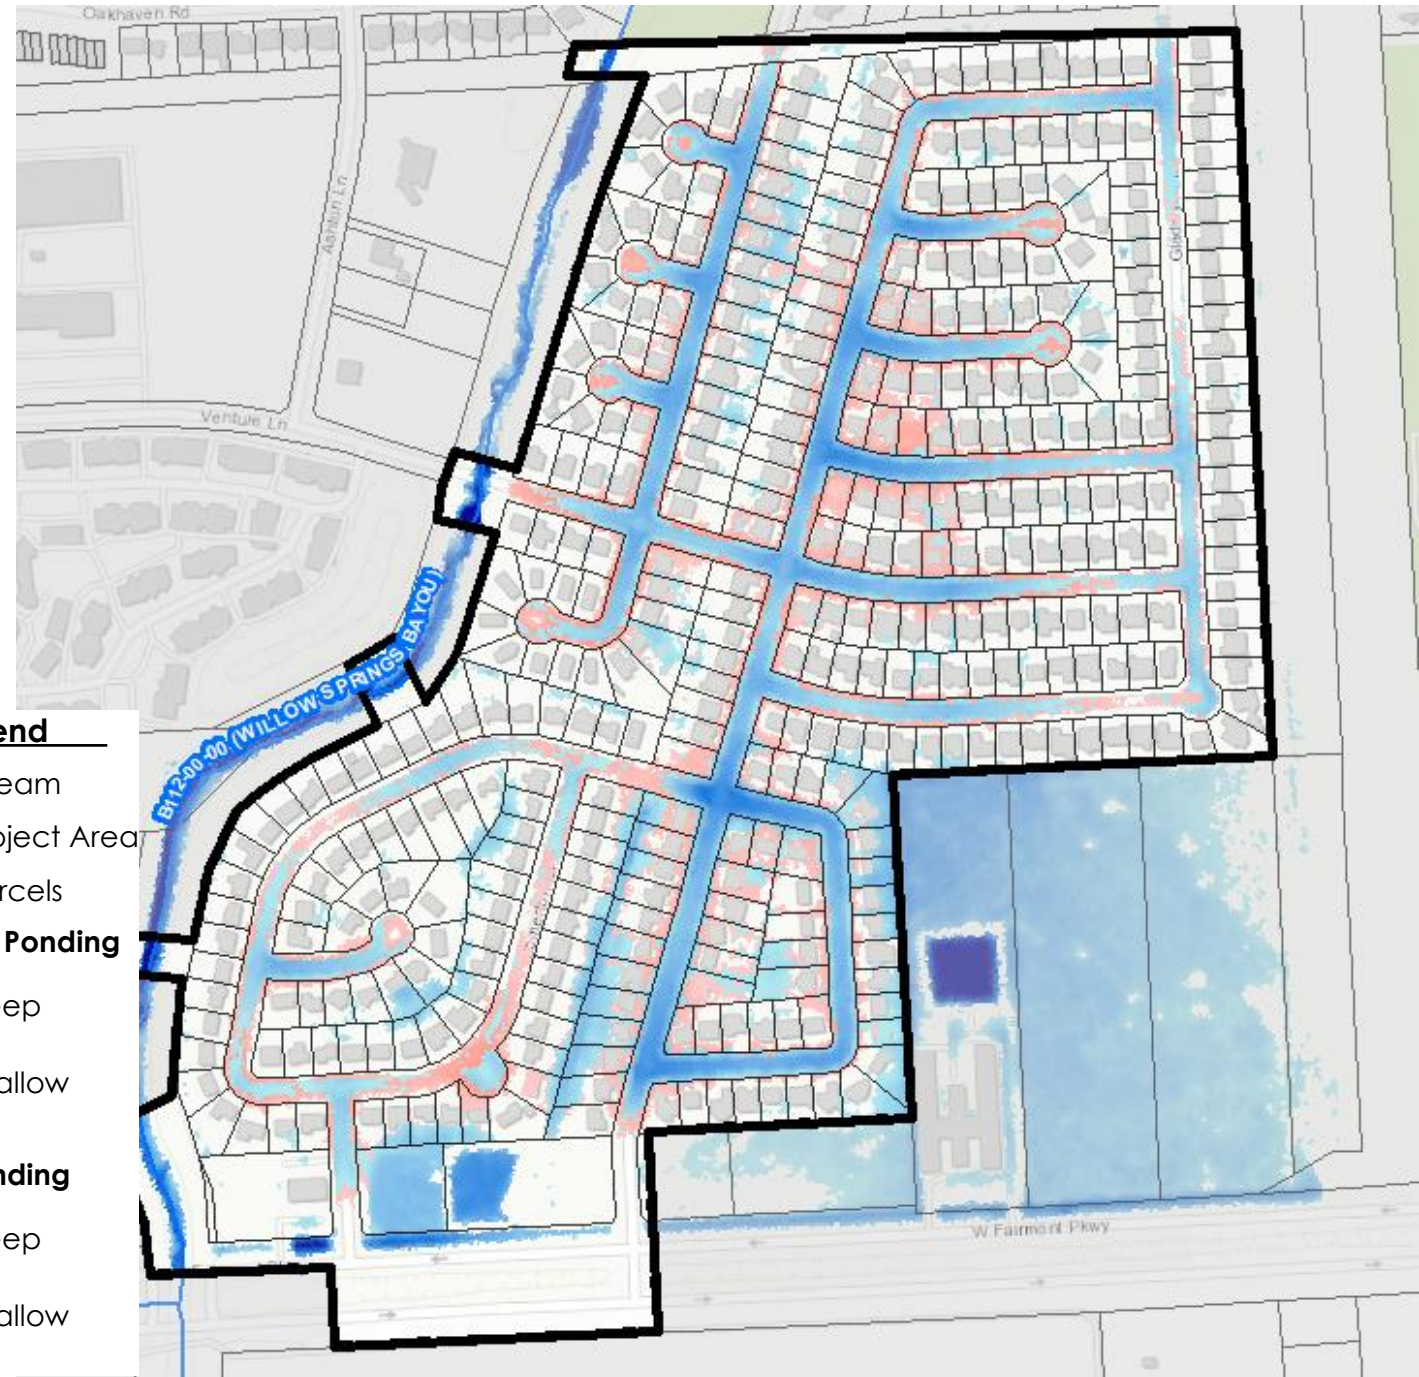 Oakhaven Rd
Ashton Ln
Venture Ln
B112-00-00 (WILLOW SPRINGS BAYOU)
end
eam
ject Area
rcels
Ponding
ep
allow
nding
ep
allow
W Fairmont Pkwy